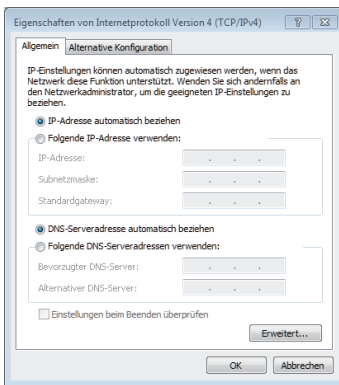 Eigenschaften von Internetprotokoll Version 4 (TCP/IPv4)
Allgemein Alternative Konfiguration
IP-Einstellungen können automatisch zugewiesen werden, wenn das
Netzwerk diese Funktion unterstützt. Wenden Sie sich andernfalls an
den Netzwerkadministrator, um die geeigneten IP-Einstellungen zu
beziehen.
IP-Adresse automatisch beziehen
Folgende IP-Adresse verwenden:
IP-Adresse: . . .
Subnetzmaske: . . .
Standardgateway: . . .
DNS-Serveradresse automatisch beziehen
Folgende DNS-Serveradressen verwenden:
Bevorzugter DNS-Server: . . .
Alternativer DNS-Server: . . .
Einstellungen beim Beenden überprüfen
Erweitert...
OK Abbrechen